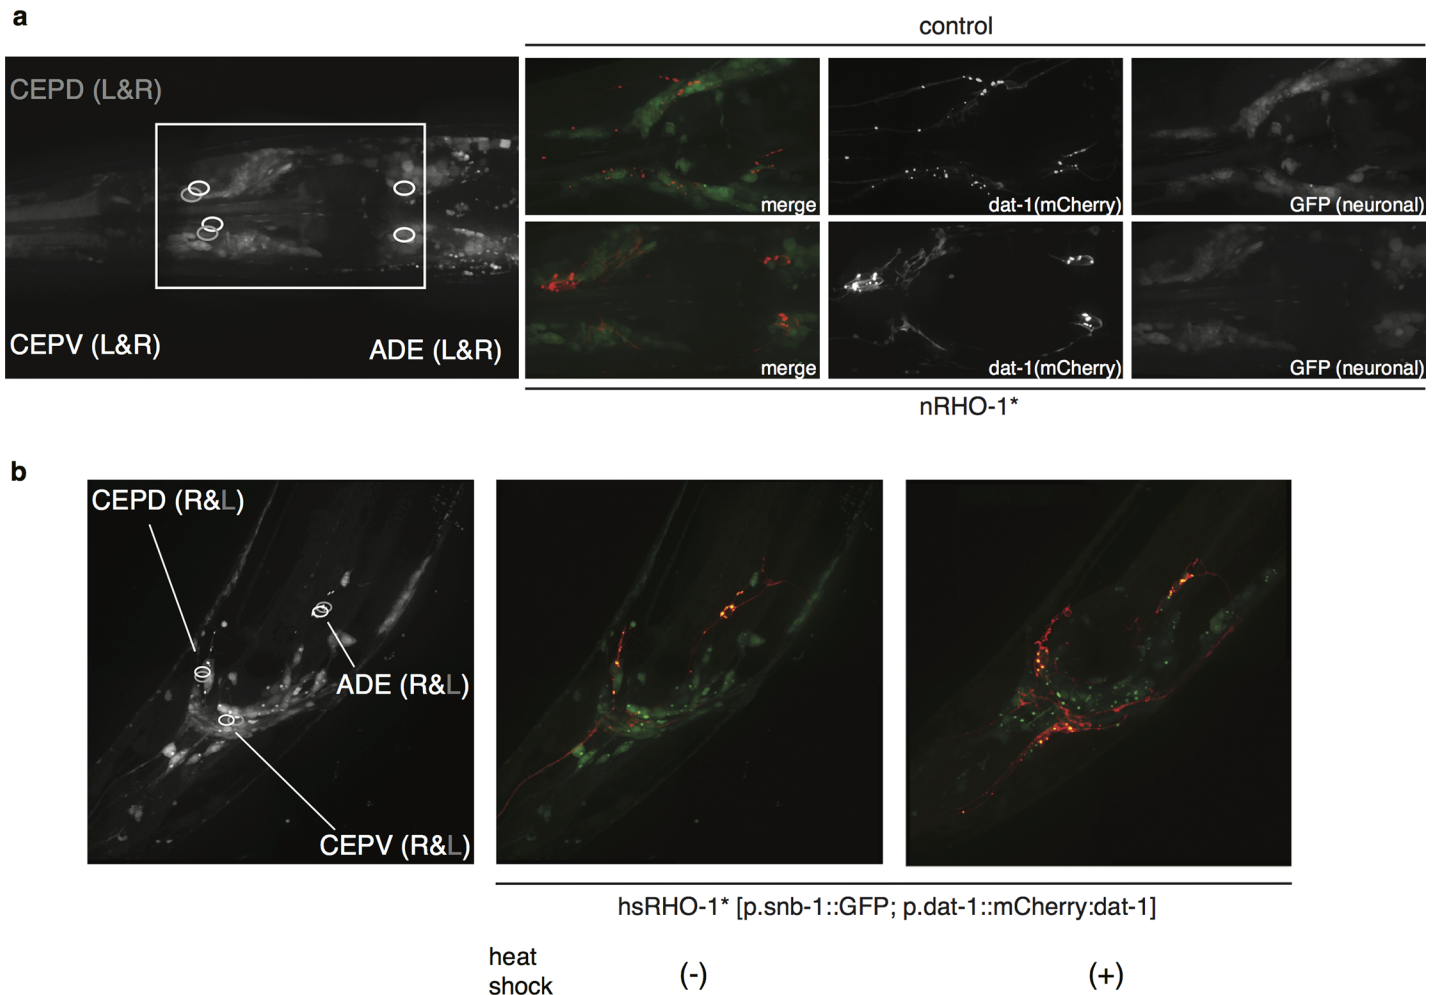 a
control
CEPD (L&R)
CEPV (L&R)
ADE (L&R)
merge
dat-1(mCherry)
GFP (neuronal)
merge
dat-1(mCherry)
GFP (neuronal)
nRHO-1*
b
CEPD (R&L)
ADE (R&L)
CEPV (R&L)
hsRHO-1* [p.snb-1::GFP; p.dat-1::mCherry:dat-1]
heat
shock
(-)
(+)